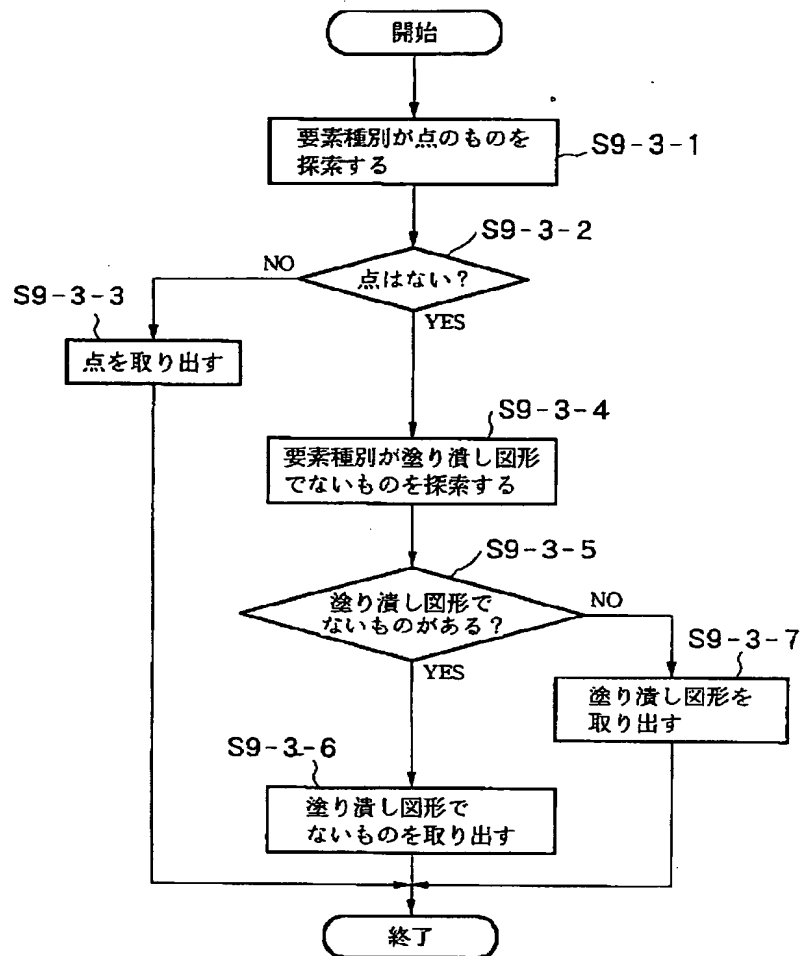 開始
要素種別が点のものを
探索する
S9-3-1
S9-3-2
点はない?
NO
YES
S9-3-3
点を取り出す
S9-3-4
要素種別が塗り潰し図形
でないものを探索する
S9-3-5
塗り潰し図形で
ないものがある?
NO
YES
S9-3-7
塗り潰し図形を
取り出す
S9-3-6
塗り潰し図形で
ないものを取り出す
終了